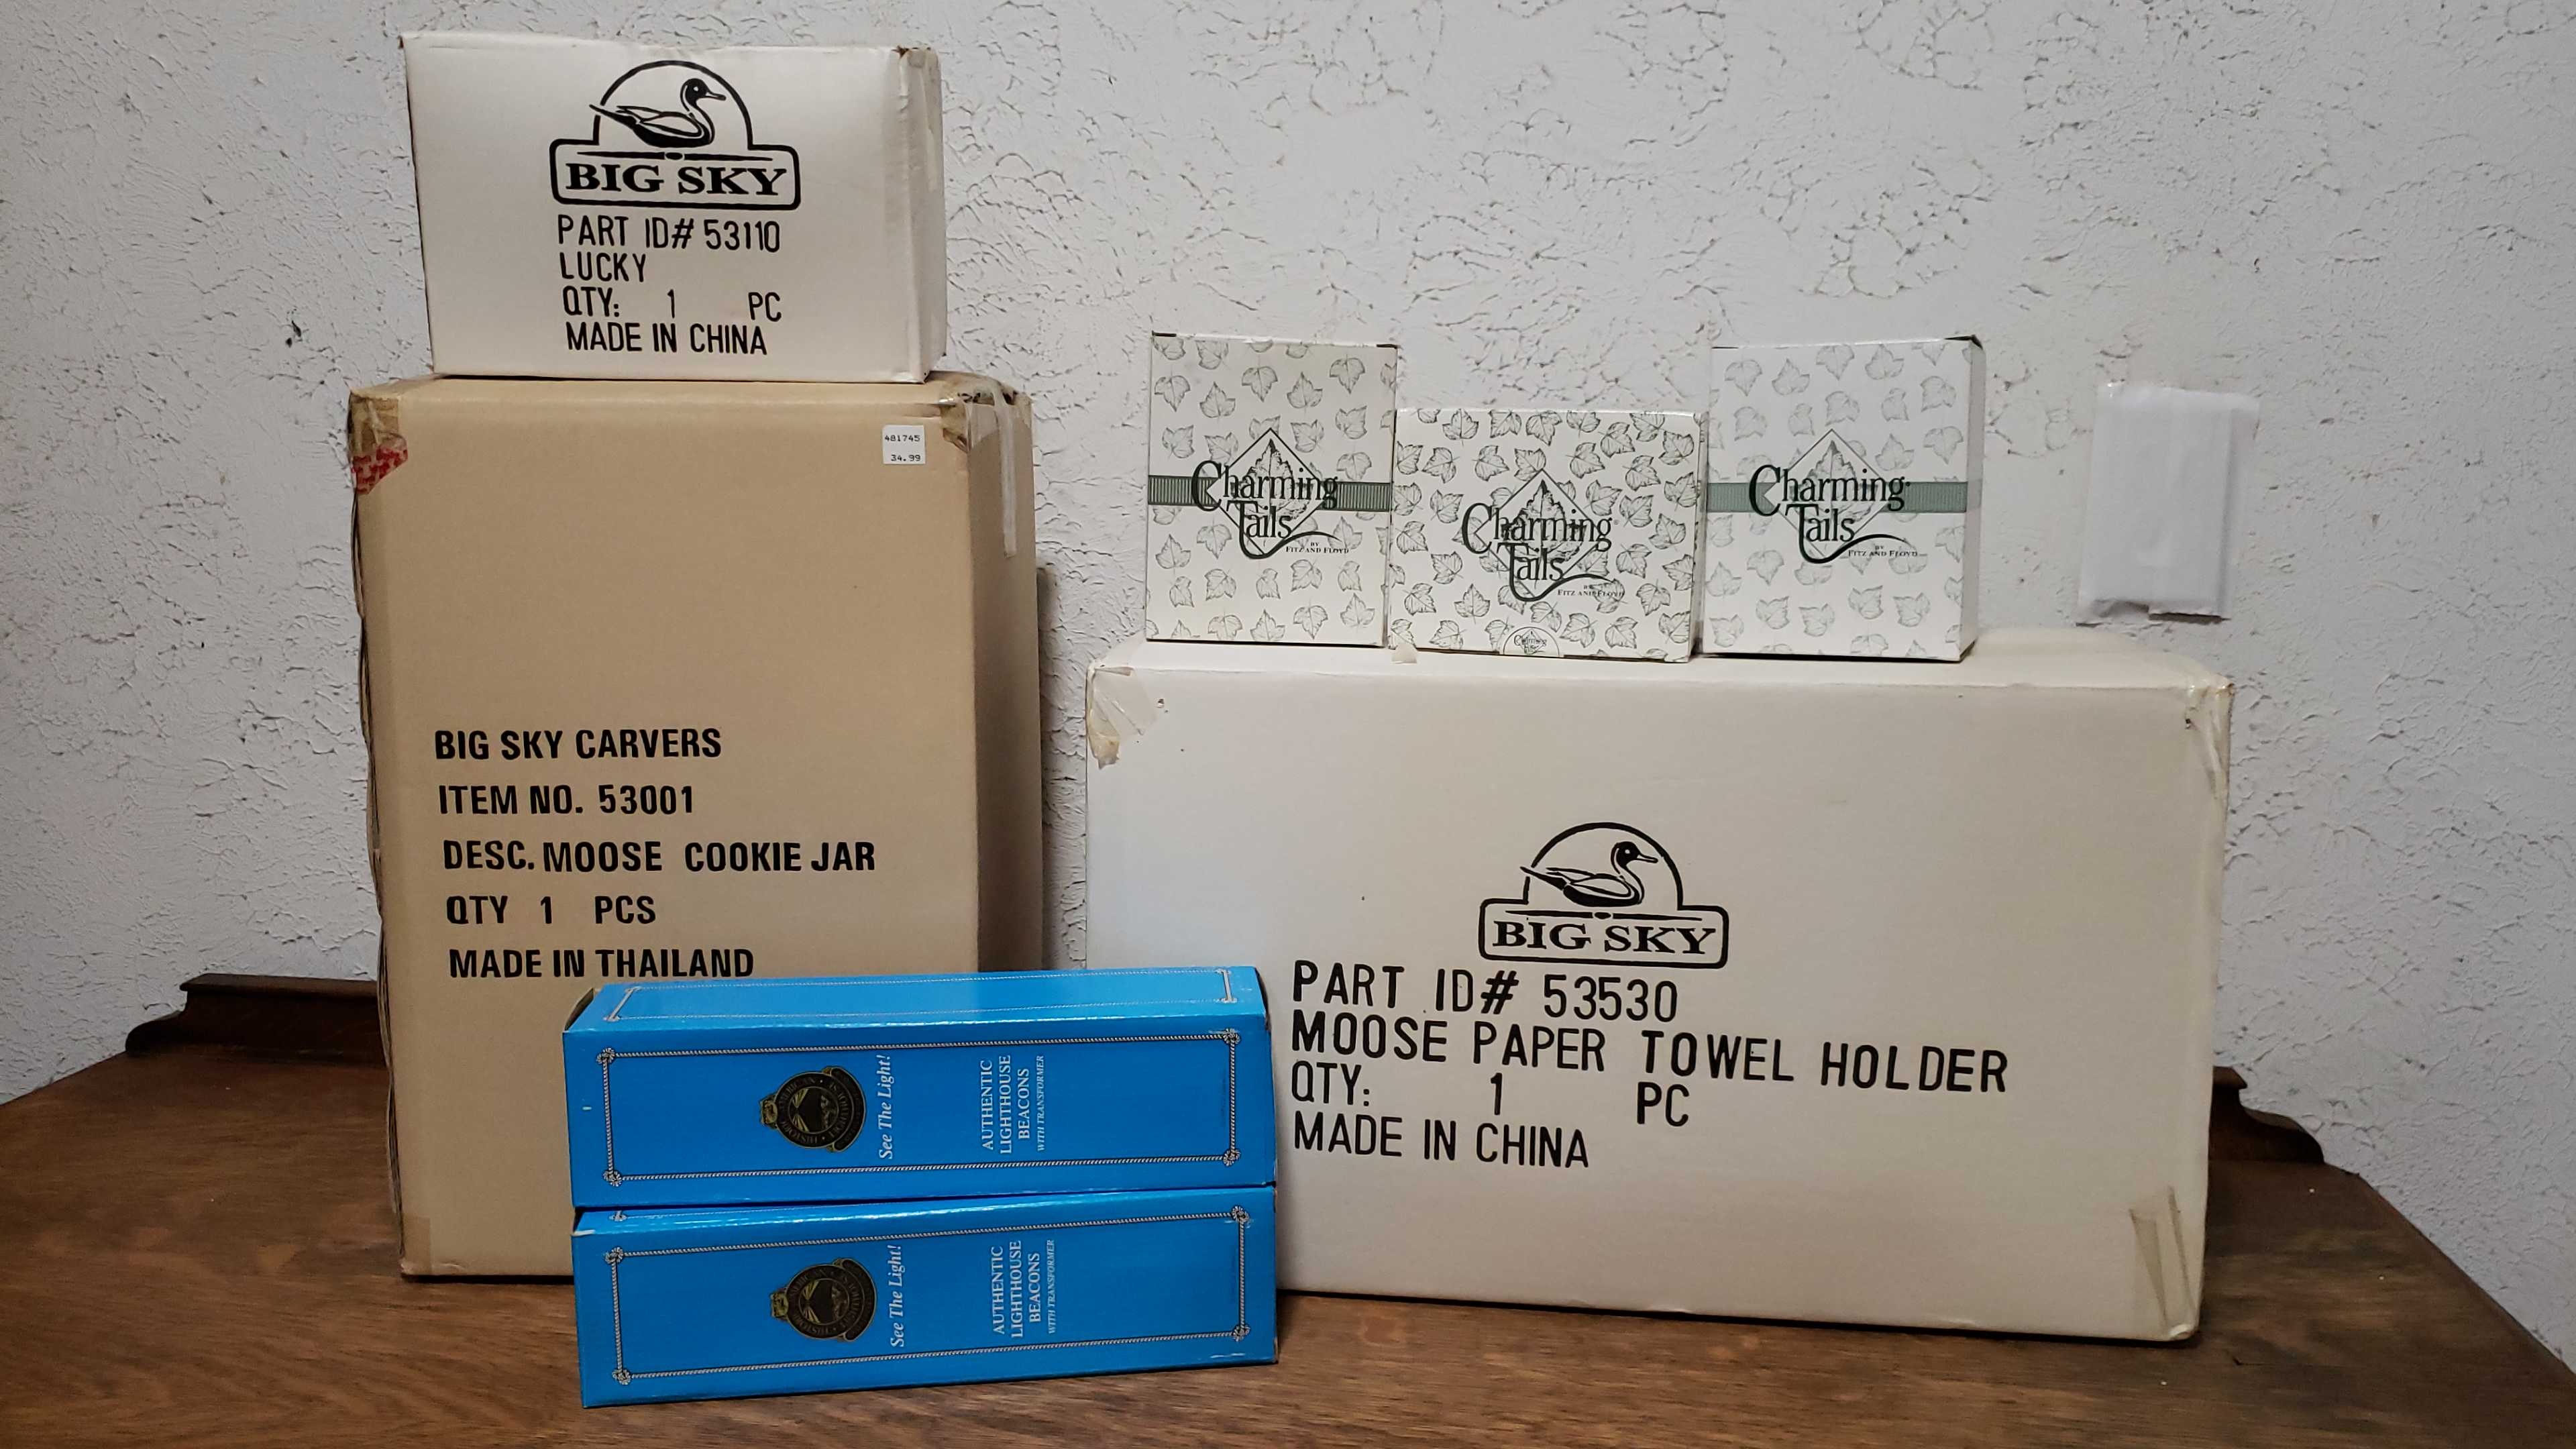 BIG SKY
PART ID# 53110
LUCKY
QTY: 1 PC
MADE IN CHINA
481745
34.99
BIG SKY CARVERS
ITEM NO. 53001
DESC. MOOSE COOKIE JAR
QTY 1 PCS
MADE IN THAILAND
Charming
Tails
BY
FITZ AND FLOYD
Charming
Tails
BY
FITZ AND FLOYD
Charming
Charming
Tails
BY
FITZ AND FLOYD
BIG SKY
PART ID# 53530
MOOSE PAPER TOWEL HOLDER
QTY: 1 PC
MADE IN CHINA
See The Light!
AUTHENTIC
LIGHTHOUSE
BEACONS
WITH TRANSFORMER
See The Light!
AUTHENTIC
LIGHTHOUSE
BEACONS
WITH TRANSFORMER